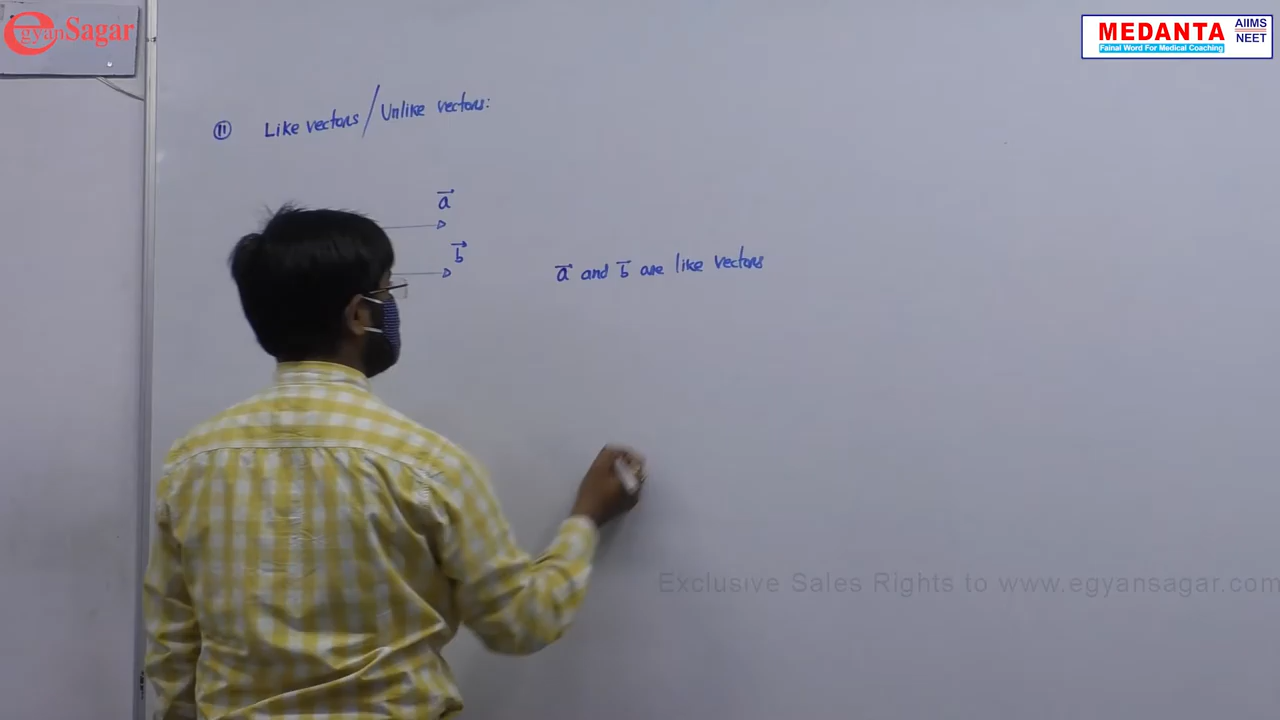 egyanSagar
MEDANTA
Fainal Word For Medical Coaching
AIIMS
NEET
(11) Like vectors / Unlike vectors:
a⃗
b⃗
a⃗ and b⃗ are like vectors
Exclusive Sales Rights to www.egyansagar.com